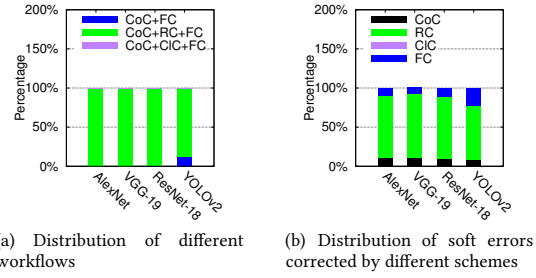 200%
150%
100%
50%
0%
Percentage
CoC+FC
CoC+RC+FC
CoC+ClC+FC
AlexNet
VGG-19
ResNet-18
YOLOv2
(a) Distribution of different
workflows
200%
150%
100%
50%
0%
Percentage
CoC
RC
ClC
FC
AlexNet
VGG-19
ResNet-18
YOLOv2
(b) Distribution of soft errors
corrected by different schemes